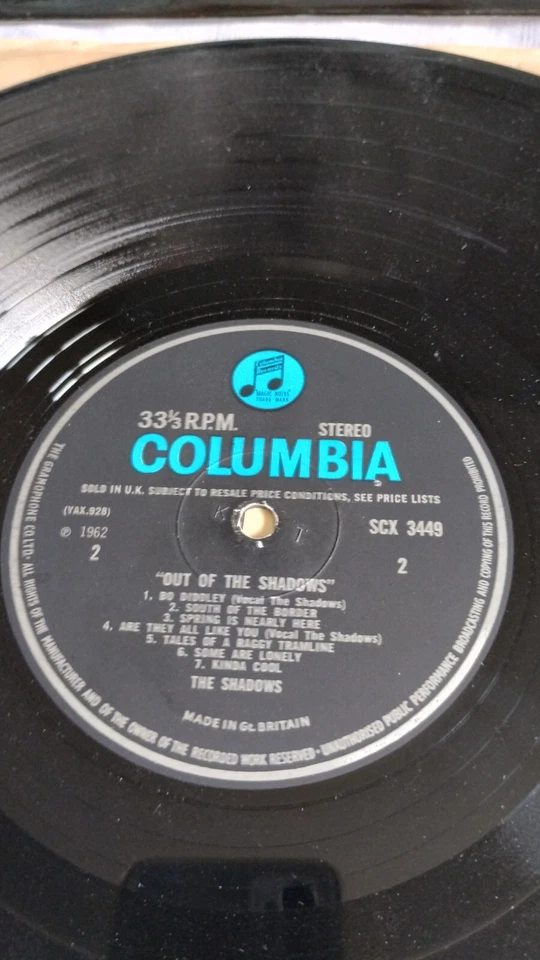 Columbia
Records
MAGIC NOTES
TRADE MARK
33⅓ R.P.M.
STEREO
COLUMBIA
SOLD IN U.K. SUBJECT TO RESALE PRICE CONDITIONS, SEE PRICE LISTS
(YAX.928)
SCX 3449
℗ 1962
2
2
K T
"OUT OF THE SHADOWS"
1. BO DIDDLEY (Vocal The Shadows)
2. SOUTH OF THE BORDER
3. SPRING IS NEARLY HERE
4. ARE THEY ALL LIKE YOU (Vocal The Shadows)
5. TALES OF A RAGGY TRAMLINE
6. SOME ARE LONELY
7. KINDA COOL
THE SHADOWS
MADE IN Gt. BRITAIN
THE GRAMOPHONE CO. LTD. · ALL RIGHTS OF THE MANUFACTURER AND OF THE OWNER OF THE RECORDED WORK RESERVED · UNAUTHORISED PUBLIC PERFORMANCE BROADCASTING AND COPYING OF THIS RECORD PROHIBITED